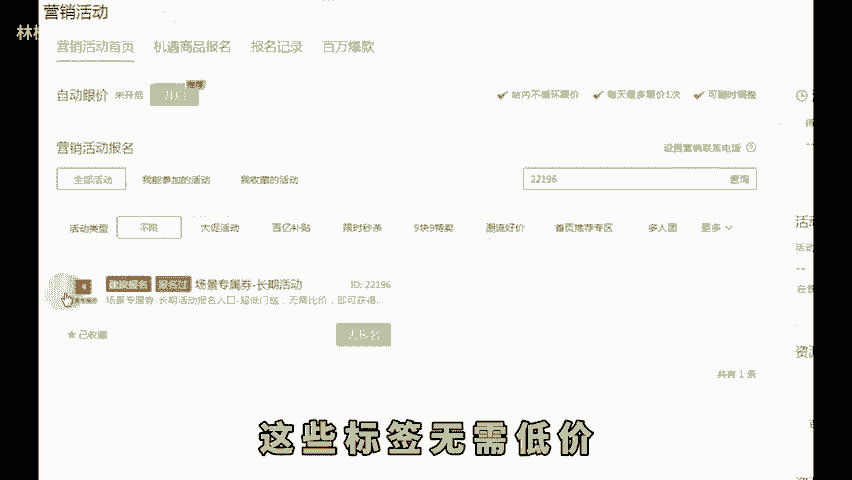 营销活动
林
营销活动首页 机遇商品报名 报名记录 百万爆款
自动跟价 未开启 开启 推荐 站内不循环跟价 每天最多跟价1次 可随时调控
营销活动报名 设置营销联系电话
全部活动 我能参加的活动 我收藏的活动 22196 查询
活动类型 不限 大促活动 百亿补贴 限时秒杀 9块9特卖 潮流好价 首页推荐专区 多人团 更多
报名过 场景专属券-长期活动 ID: 22196
场景专属券-长期活动报名入口-超低门槛，无需比价，即可获得...
已收藏 去报名
共有 1 条
这些标签无需低价